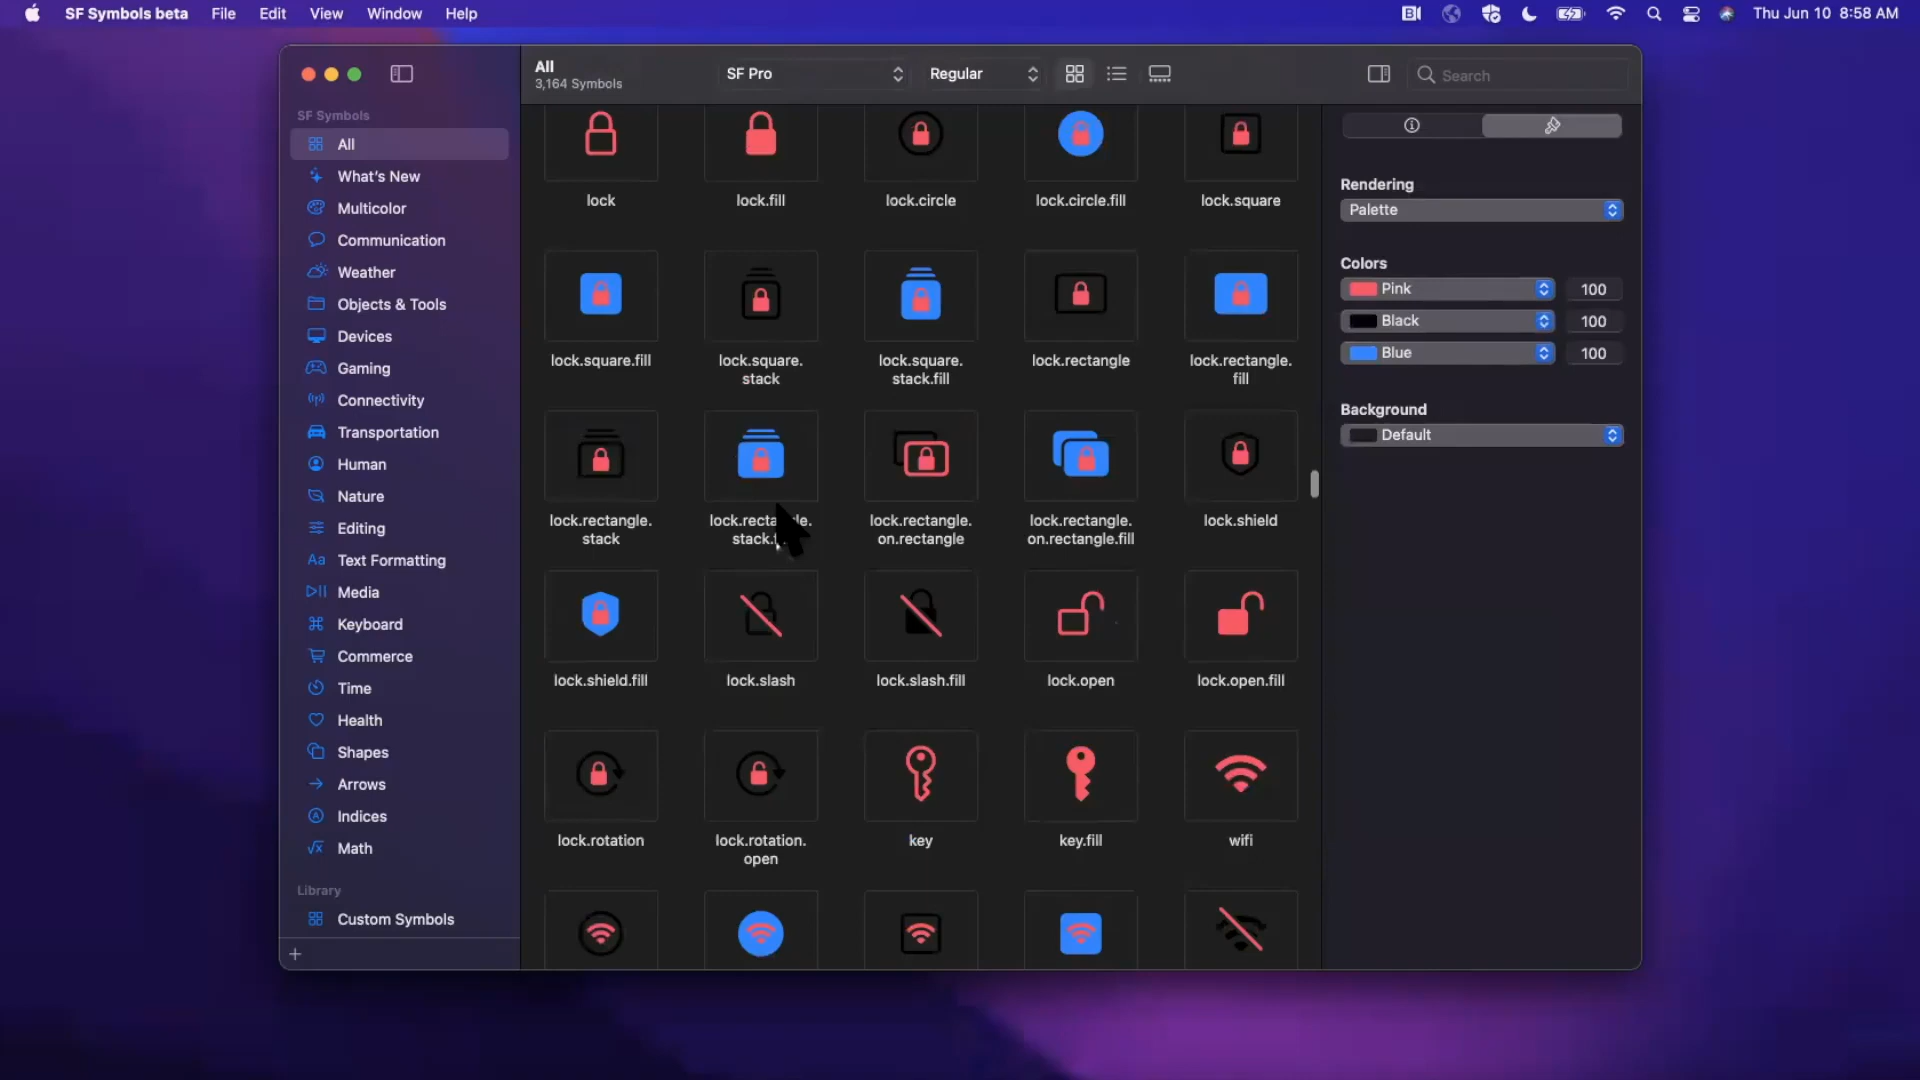 SF Symbols beta File Edit View Window Help Thu Jun 10 8:58 AM
SF Symbols
All
What's New
Multicolor
Communication
Weather
Objects & Tools
Devices
Gaming
Connectivity
Transportation
Human
Nature
Editing
Aa Text Formatting
Media
Keyboard
Commerce
Time
Health
Shapes
Arrows
Indices
Math
Library
Custom Symbols
All
3,164 Symbols
SF Pro
Regular
Search
lock lock.fill lock.circle lock.circle.fill lock.square
lock.square.fill lock.square. lock.square. lock.rectangle lock.rectangle.
stack stack.fill fill
lock.rectangle. lock.rectangle. lock.rectangle. lock.shield
stack on.rectangle on.rectangle.fill
lock.shield.fill lock.slash lock.slash.fill lock.open lock.open.fill
lock.rotation lock.rotation. key key.fill wifi
open
Rendering
Palette
Colors
Pink 100
Black 100
Blue 100
Background
Default